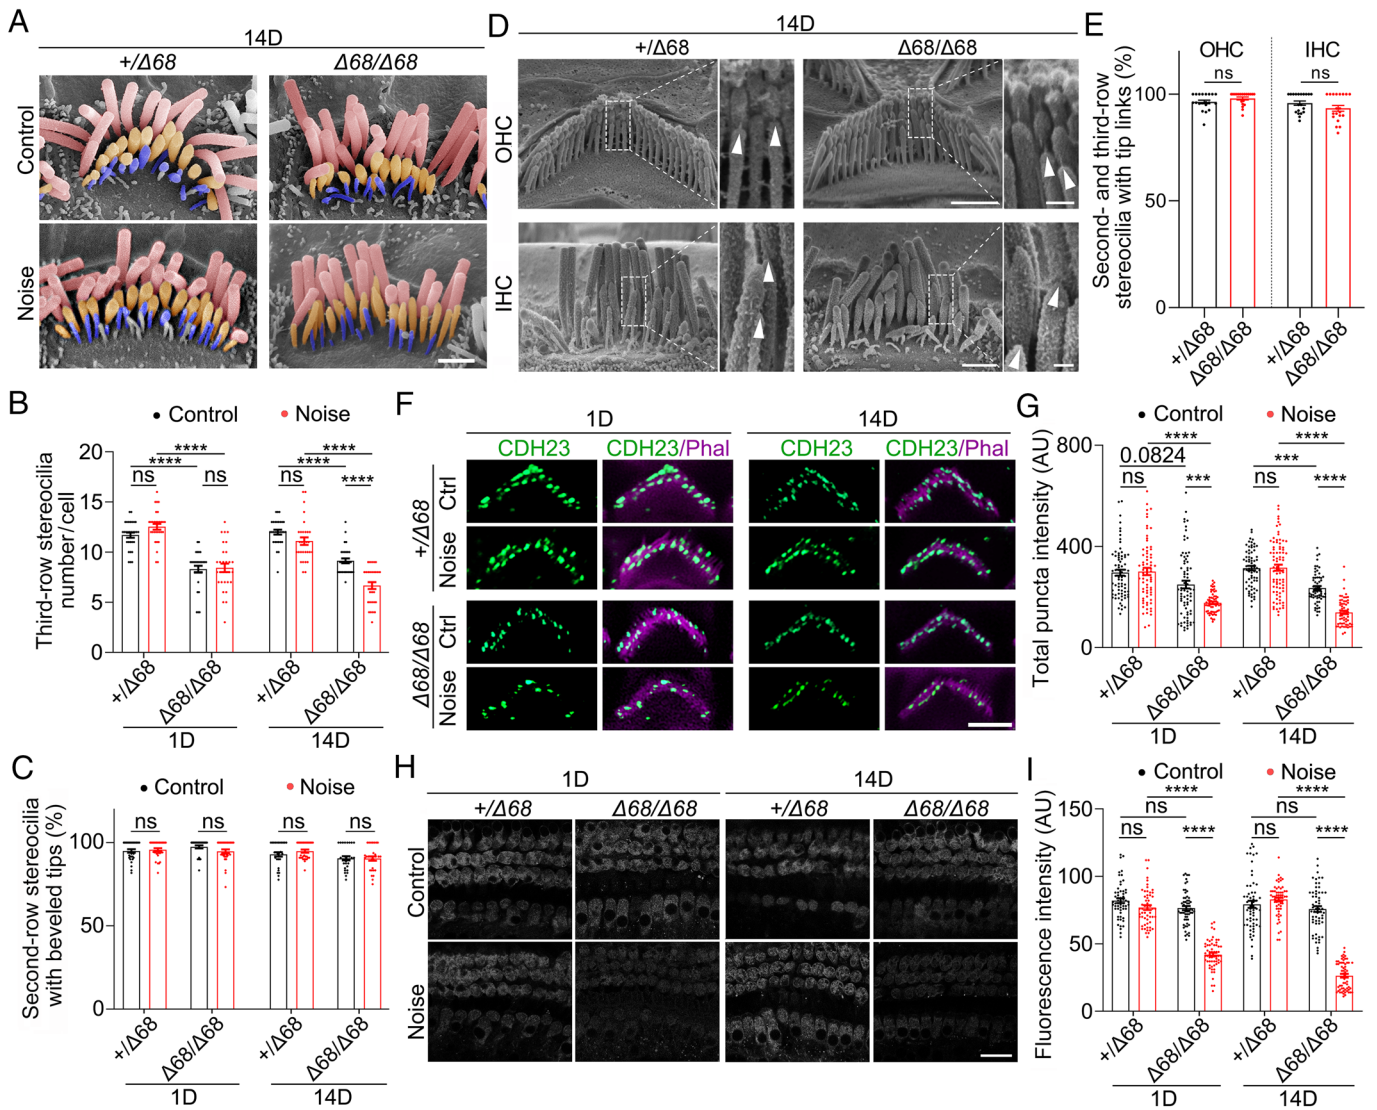 A
14D
+/Δ68
Δ68/Δ68
Control
Noise
B
Control
Noise
Third-row stereocilia
number/cell
20
15
10
5
0
****
****
ns
ns
****
****
ns
****
+/Δ68
Δ68/Δ68
+/Δ68
Δ68/Δ68
1D
14D
C
Control
Noise
Second-row stereocilia
with beveled tips (%)
100
50
0
ns
ns
ns
ns
+/Δ68
Δ68/Δ68
+/Δ68
Δ68/Δ68
1D
14D
D
14D
+/Δ68
Δ68/Δ68
OHC
IHC
E
OHC
IHC
Second- and third-row
stereocilia with tip links (%)
ns
ns
100
50
0
+/Δ68
Δ68/Δ68
+/Δ68
Δ68/Δ68
F
1D
14D
CDH23
CDH23/Phal
CDH23
CDH23/Phal
+/Δ68
Ctrl
Noise
Δ68/Δ68
Ctrl
Noise
G
Control
Noise
Total puncta intensity (AU)
800
400
0
****
0.0824
ns
***
****
***
ns
****
+/Δ68
Δ68/Δ68
+/Δ68
Δ68/Δ68
1D
14D
H
1D
14D
+/Δ68
Δ68/Δ68
+/Δ68
Δ68/Δ68
Control
Noise
I
Control
Noise
Fluorescence intensity (AU)
150
100
50
0
****
ns
ns
****
****
ns
ns
****
+/Δ68
Δ68/Δ68
+/Δ68
Δ68/Δ68
1D
14D